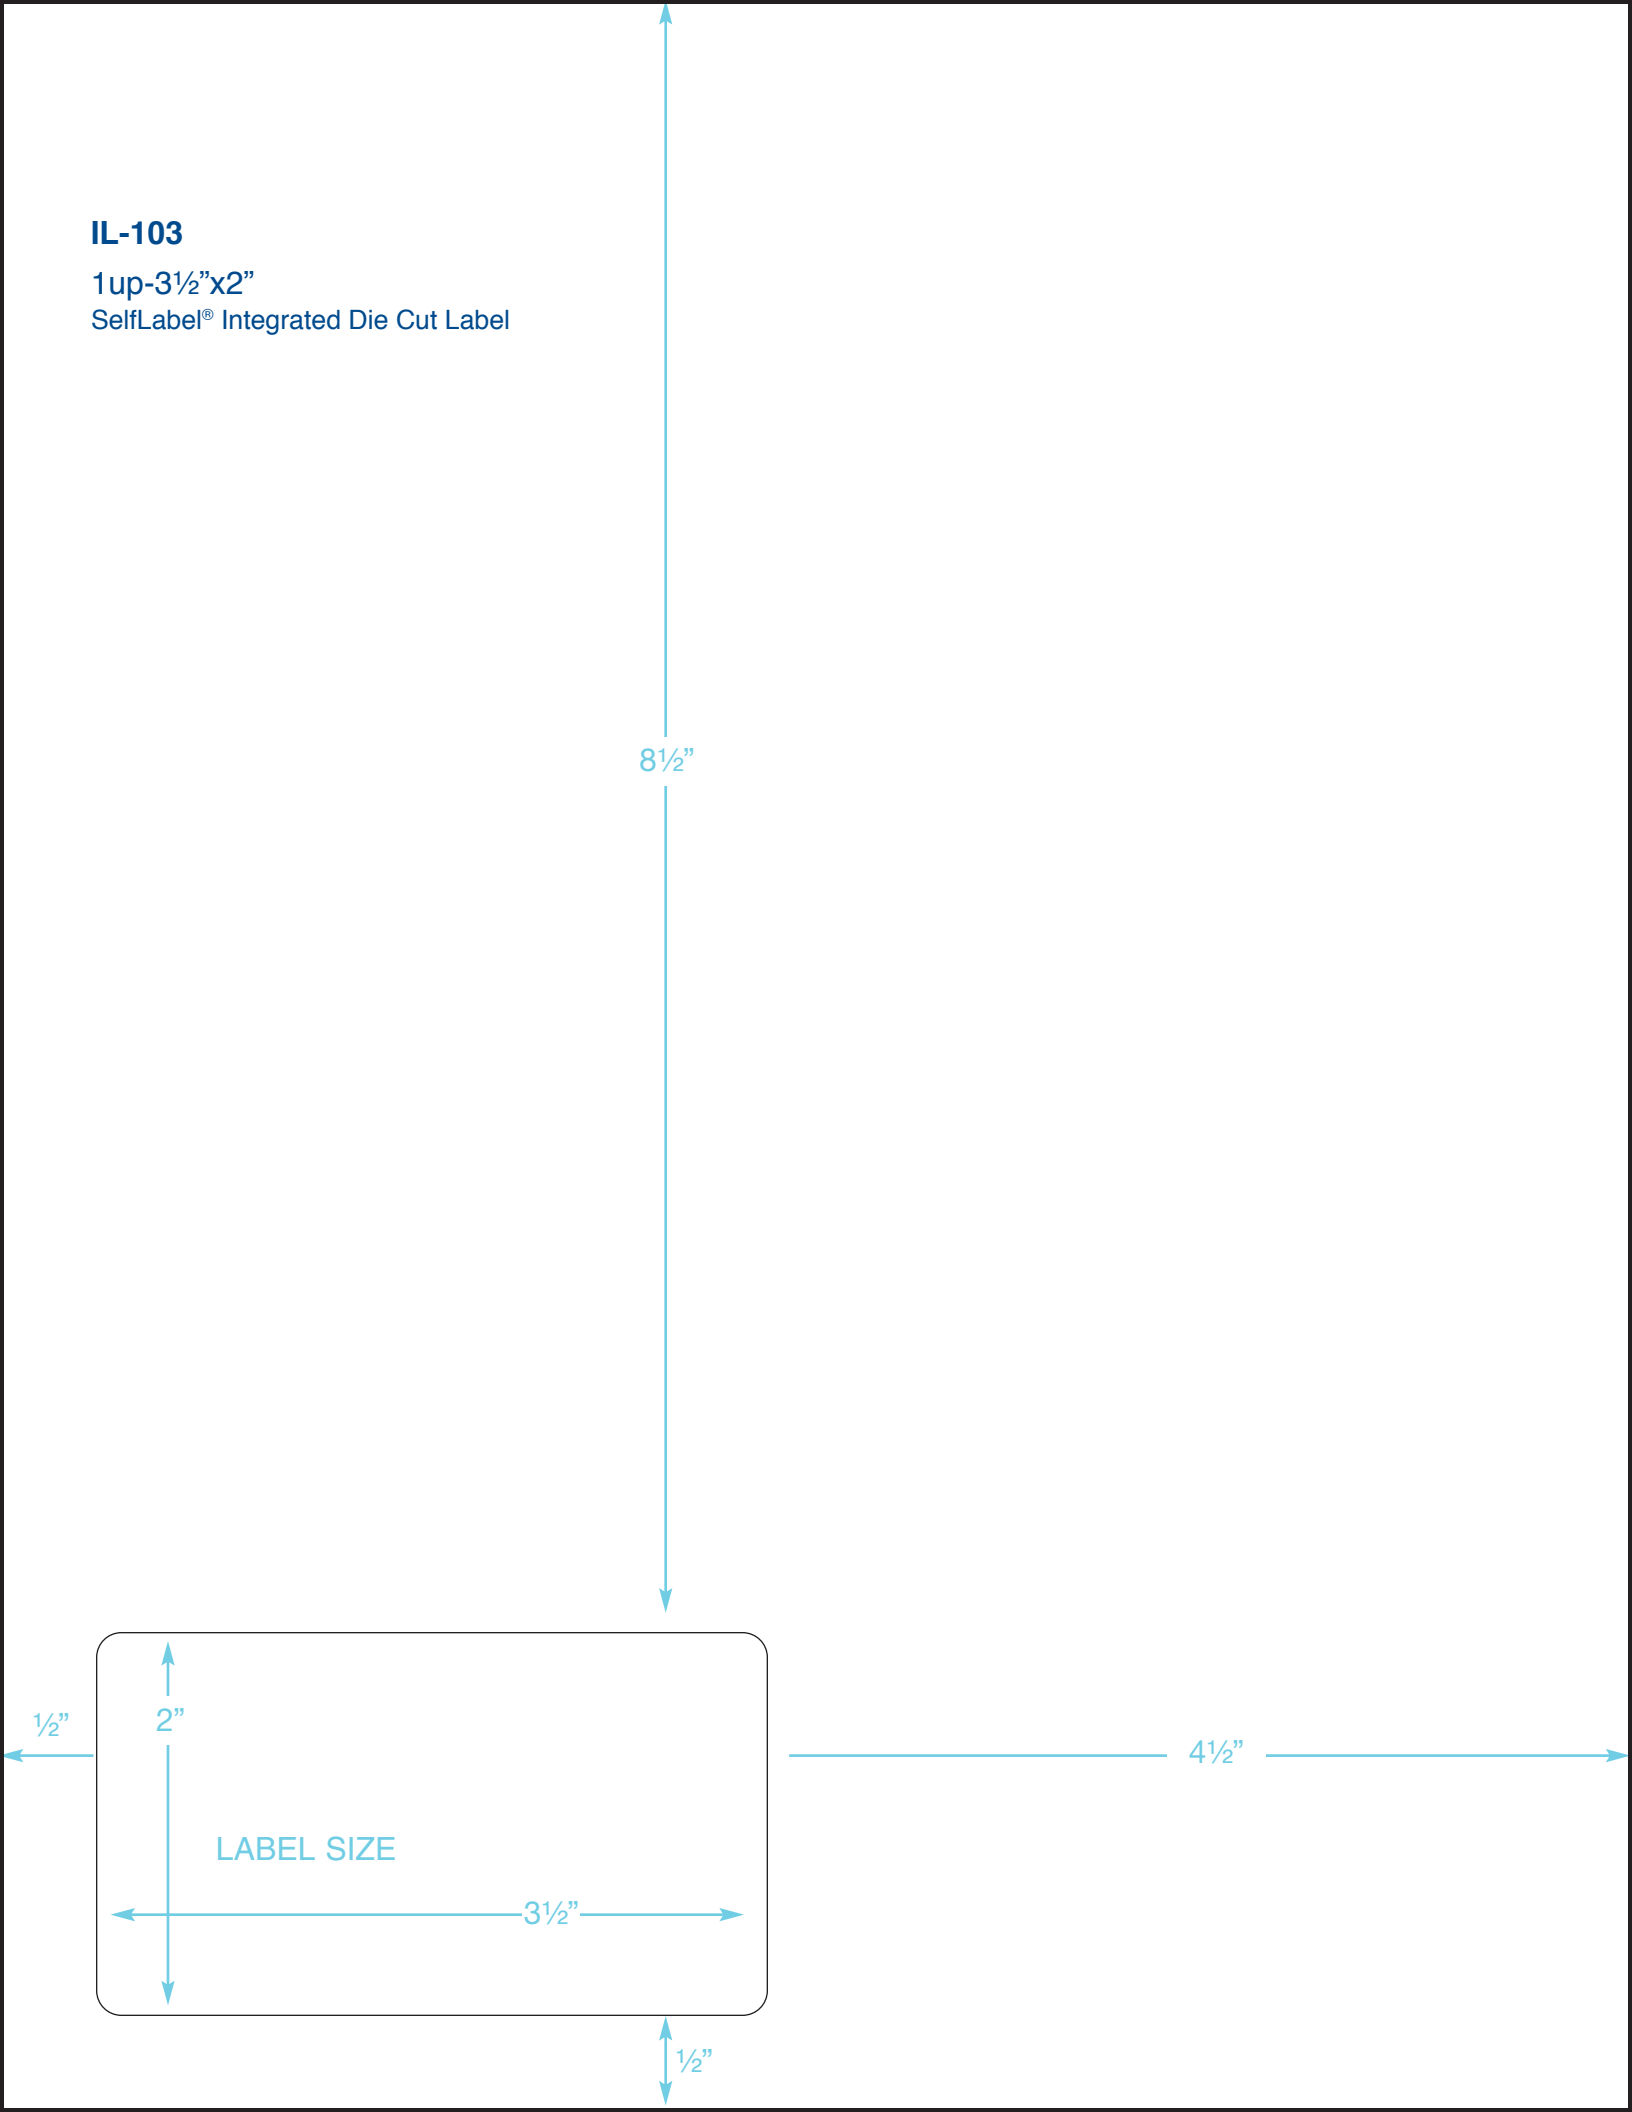 IL-103
1up-3½”x2”
SelfLabel® Integrated Die Cut Label
8½”
½”
2”
4½”
LABEL SIZE
3½”
½”